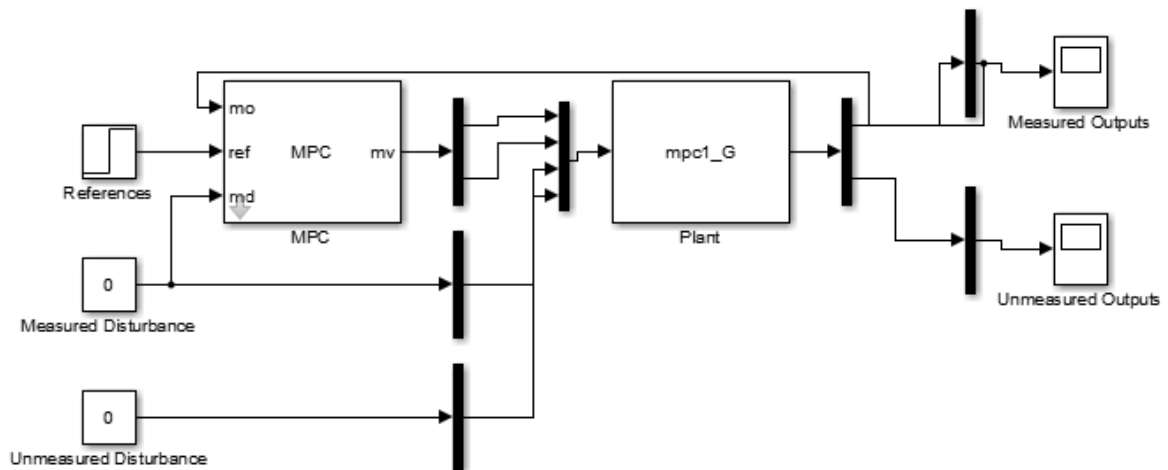 mo
ref
md
MPC
mv
MPC
References
0
Measured Disturbance
0
Unmeasured Disturbance
mpc1_G
Plant
Measured Outputs
Unmeasured Outputs